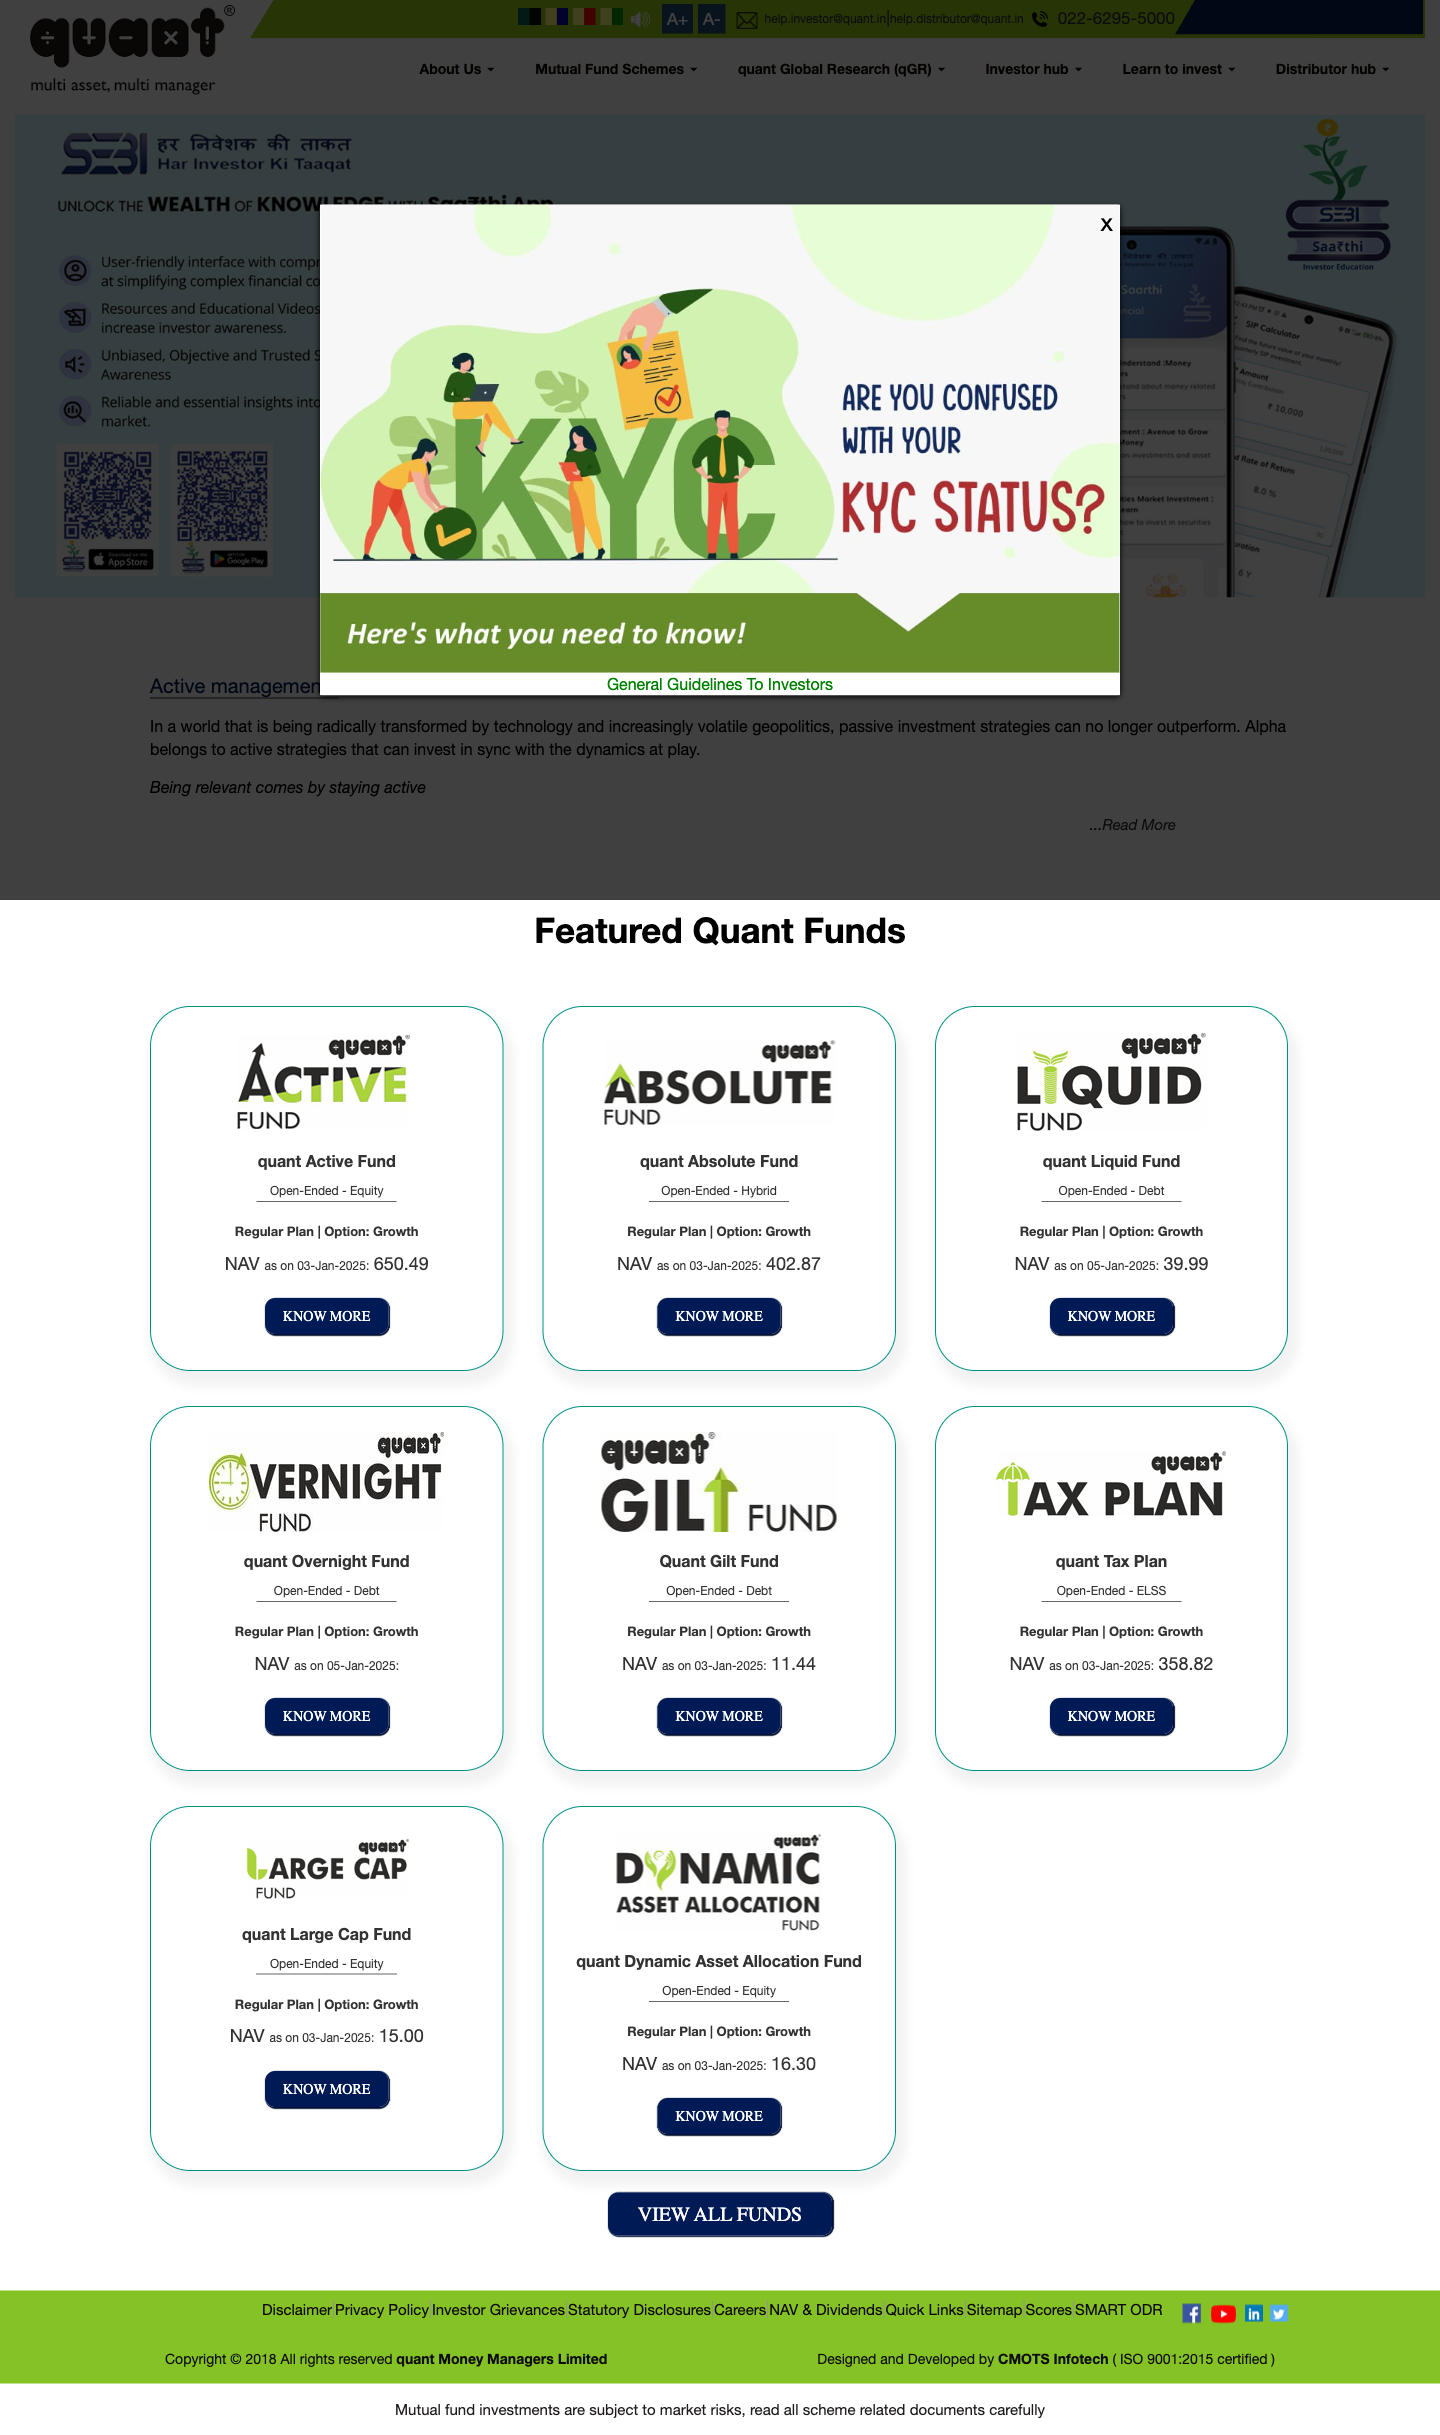 quant®
multi asset, multi manager
A+ A- help.investor@quant.in|help.distributor@quant.in 022-6295-5000
About Us Mutual Fund Schemes quant Global Research (qGR) Investor hub Learn to invest Distributor hub
SEBI हर निवेशक की ताकत
Har Investor Ki Taaqat
UNLOCK THE WEALTH OF KNOWLEDGE WITH Saa₹thi App
User-friendly interface with compr
at simplifying complex financial co
Resources and Educational Videos
increase investor awareness.
Unbiased, Objective and Trusted S
Awareness
Reliable and essential insights into
market.
SEBI SEBI
Download on the App Store
GET IT ON Google Play
SEBI
Saa₹thi
Investor Education
Saarthi
SIP Calculator
Amount
₹ 10,000
Rate of Return
8.0 %
6 Y
X
KYC
ARE YOU CONFUSED
WITH YOUR
KYC STATUS?
Here's what you need to know!
General Guidelines To Investors
Active managemen
In a world that is being radically transformed by technology and increasingly volatile geopolitics, passive investment strategies can no longer outperform. Alpha
belongs to active strategies that can invest in sync with the dynamics at play.
Being relevant comes by staying active
...Read More
Featured Quant Funds
quant® ACTIVE FUND
quant Active Fund
Open-Ended - Equity
Regular Plan | Option: Growth
NAV as on 03-Jan-2025: 650.49
KNOW MORE
quant® ABSOLUTE FUND
quant Absolute Fund
Open-Ended - Hybrid
Regular Plan | Option: Growth
NAV as on 03-Jan-2025: 402.87
KNOW MORE
quant® LIQUID FUND
quant Liquid Fund
Open-Ended - Debt
Regular Plan | Option: Growth
NAV as on 05-Jan-2025: 39.99
KNOW MORE
quant® OVERNIGHT FUND
quant Overnight Fund
Open-Ended - Debt
Regular Plan | Option: Growth
NAV as on 05-Jan-2025:
KNOW MORE
quant® GILT FUND
Quant Gilt Fund
Open-Ended - Debt
Regular Plan | Option: Growth
NAV as on 03-Jan-2025: 11.44
KNOW MORE
quant® TAX PLAN
quant Tax Plan
Open-Ended - ELSS
Regular Plan | Option: Growth
NAV as on 03-Jan-2025: 358.82
KNOW MORE
quant® LARGE CAP FUND
quant Large Cap Fund
Open-Ended - Equity
Regular Plan | Option: Growth
NAV as on 03-Jan-2025: 15.00
KNOW MORE
quant® DYNAMIC ASSET ALLOCATION FUND
quant Dynamic Asset Allocation Fund
Open-Ended - Equity
Regular Plan | Option: Growth
NAV as on 03-Jan-2025: 16.30
KNOW MORE
VIEW ALL FUNDS
Disclaimer Privacy Policy Investor Grievances Statutory Disclosures Careers NAV & Dividends Quick Links Sitemap Scores SMART ODR
Copyright © 2018 All rights reserved quant Money Managers Limited
Designed and Developed by CMOTS Infotech ( ISO 9001:2015 certified )
Mutual fund investments are subject to market risks, read all scheme related documents carefully